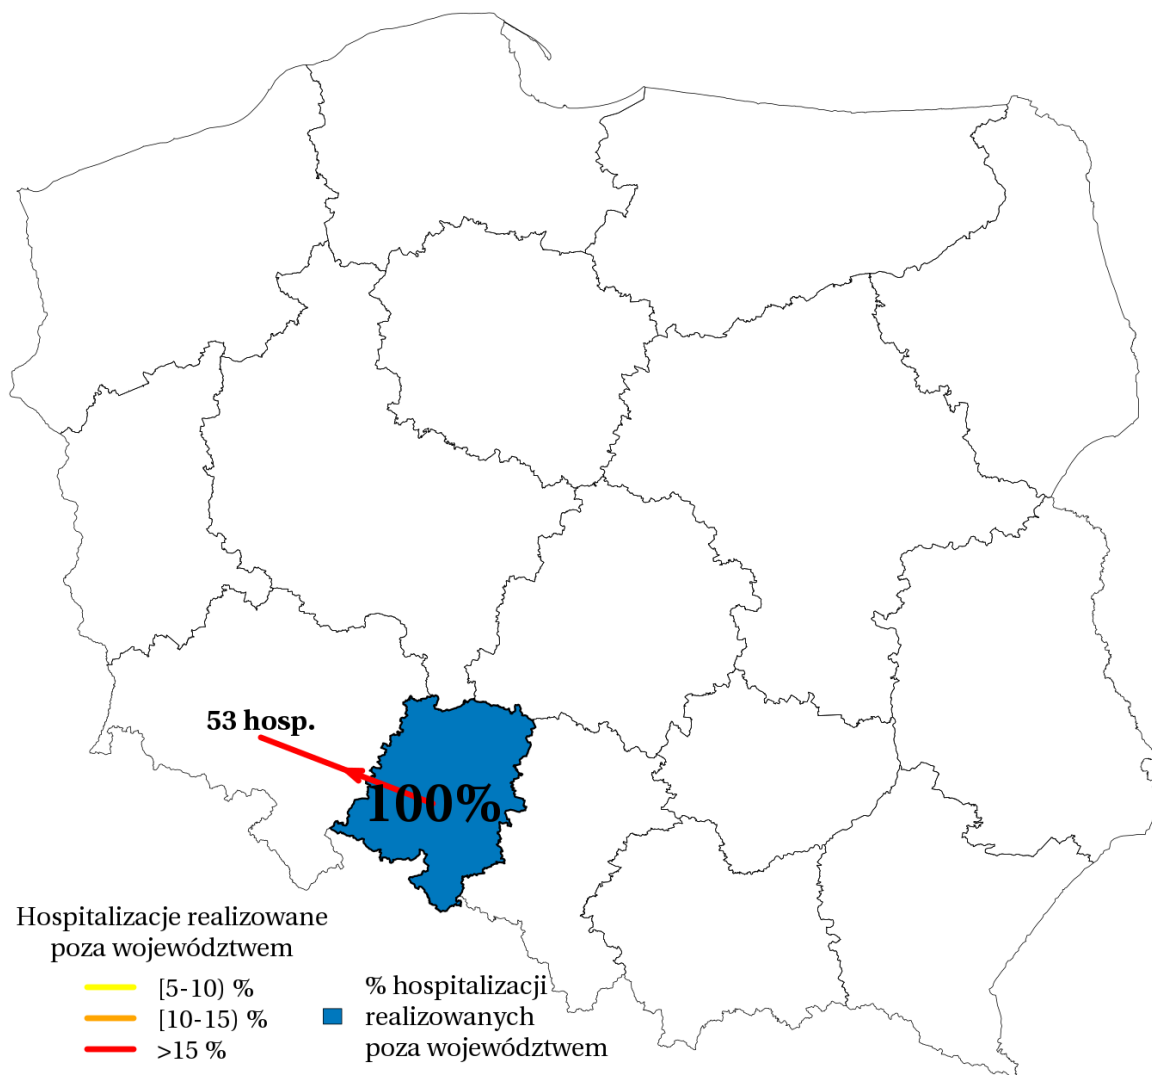 53 hosp.
100%
Hospitalizacje realizowane
poza województwem
[5-10) %
[10-15) %
>15 %
% hospitalizacji
realizowanych
poza województwem